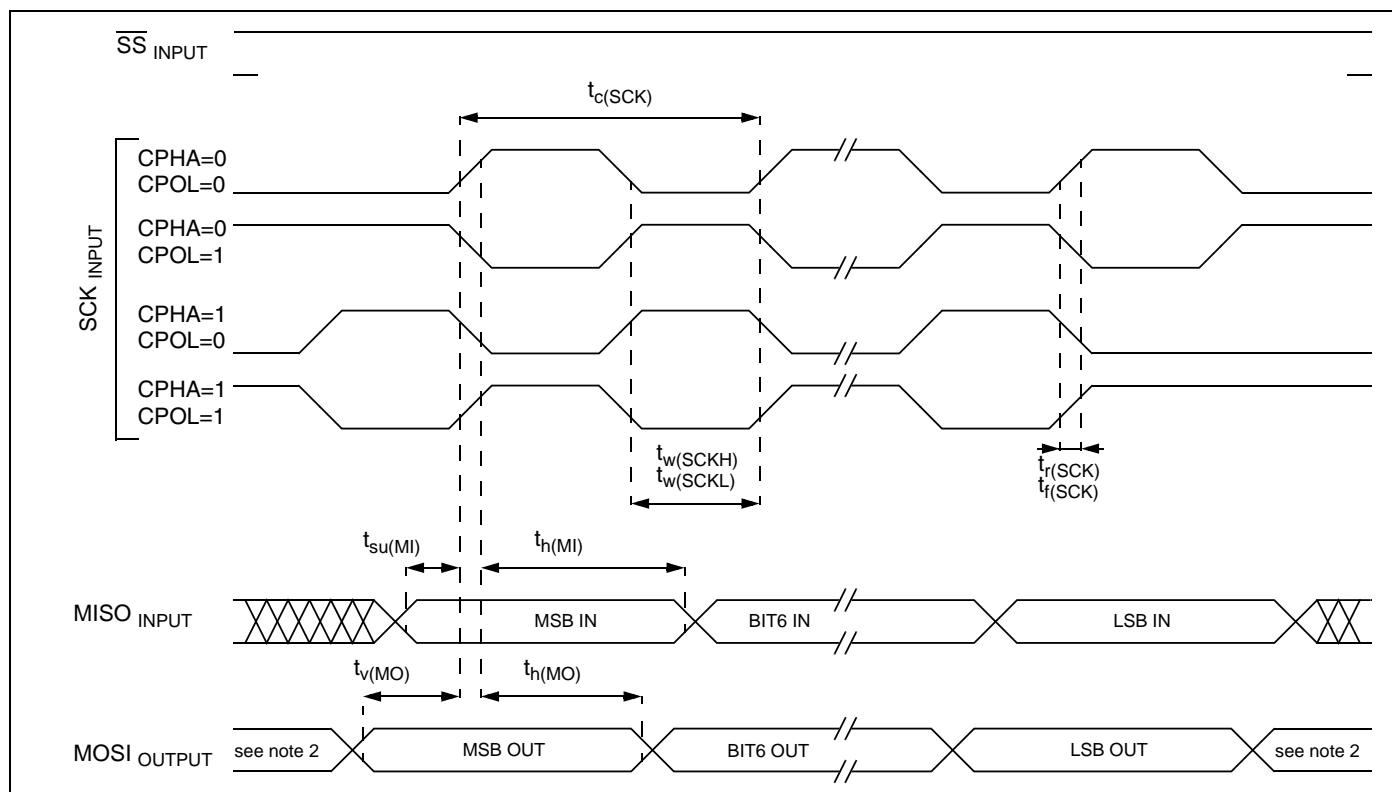 SS INPUT
tc(SCK)
SCK INPUT
CPHA=0
CPOL=0
CPHA=0
CPOL=1
CPHA=1
CPOL=0
CPHA=1
CPOL=1
tw(SCKH)
tw(SCKL)
tr(SCK)
tf(SCK)
tsu(MI)
th(MI)
MISO INPUT
MSB IN
BIT6 IN
LSB IN
tv(MO)
th(MO)
MOSI OUTPUT
see note 2
MSB OUT
BIT6 OUT
LSB OUT
see note 2